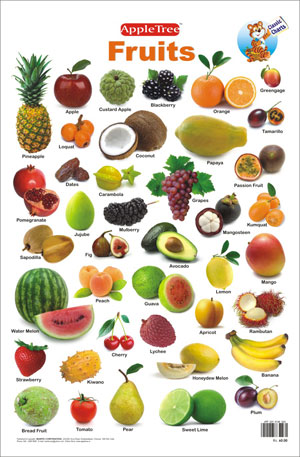 AppleTree
Fruits
Classic
Charts
Pineapple
Apple
Custard Apple
Blackberry
Orange
Greengage
Loquat
Coconut
Papaya
Tamarillo
Dates
Carambola
Grapes
Passion Fruit
Pomegranate
Jujube
Mulberry
Mangosteen
Kumquat
Sapodilla
Fig
Avocado
Lemon
Mango
Water Melon
Peach
Guava
Apricot
Rambutan
Strawberry
Kiwano
Cherry
Lychee
Honeydew Melon
Banana
Bread Fruit
Tomato
Pear
Sweet Lime
Plum